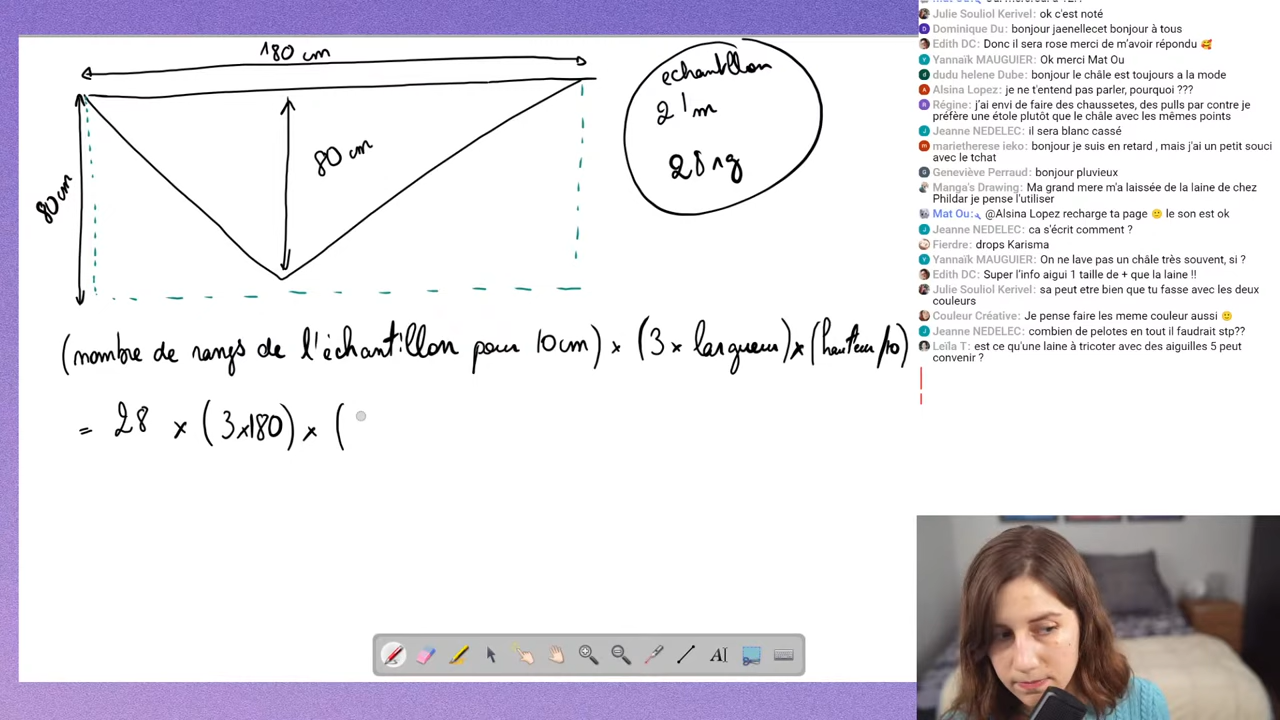 180 cm
80 cm
80 cm
echantillon
21 m
28 rg
(nombre de rangs de l'échantillon pour 10cm) × (3 × largueur) × (hauteur/10)
= 28 × (3×180) × (
AI
Julie Souliol Kerivel: ok c'est noté
Dominique Du: bonjour jaenellecet bonjour à tous
Edith DC: Donc il sera rose merci de m'avoir répondu 🥰
Yannaïk MAUGUIER: Ok merci Mat Ou
dudu helene Dube: bonjour le châle est toujours a la mode
Alsina Lopez: je ne t'entend pas parler, pourquoi ???
Régine: j'ai envi de faire des chaussetes, des pulls par contre je
préfère une étole plutôt que le châle avec les mêmes points
Jeanne NEDELEC: il sera blanc cassé
marietherese ieko: bonjour je suis en retard , mais j'ai un petit souci
avec le tchat
Geneviève Perraud: bonjour pluvieux
Manga's Drawing: Ma grand mere m'a laissée de la laine de chez
Phildar je pense l'utiliser
Mat Ou: @Alsina Lopez recharge ta page 🙂 le son est ok
Jeanne NEDELEC: ca s'écrit comment ?
Fierdre: drops Karisma
Yannaïk MAUGUIER: On ne lave pas un châle très souvent, si ?
Edith DC: Super l'info aigui 1 taille de + que la laine !!
Julie Souliol Kerivel: sa peut etre bien que tu fasse avec les deux
couleurs
Couleur Créative: Je pense faire les meme couleur aussi 🙂
Jeanne NEDELEC: combien de pelotes en tout il faudrait stp??
Leïla T: est ce qu'une laine à tricoter avec des aiguilles 5 peut
convenir ?